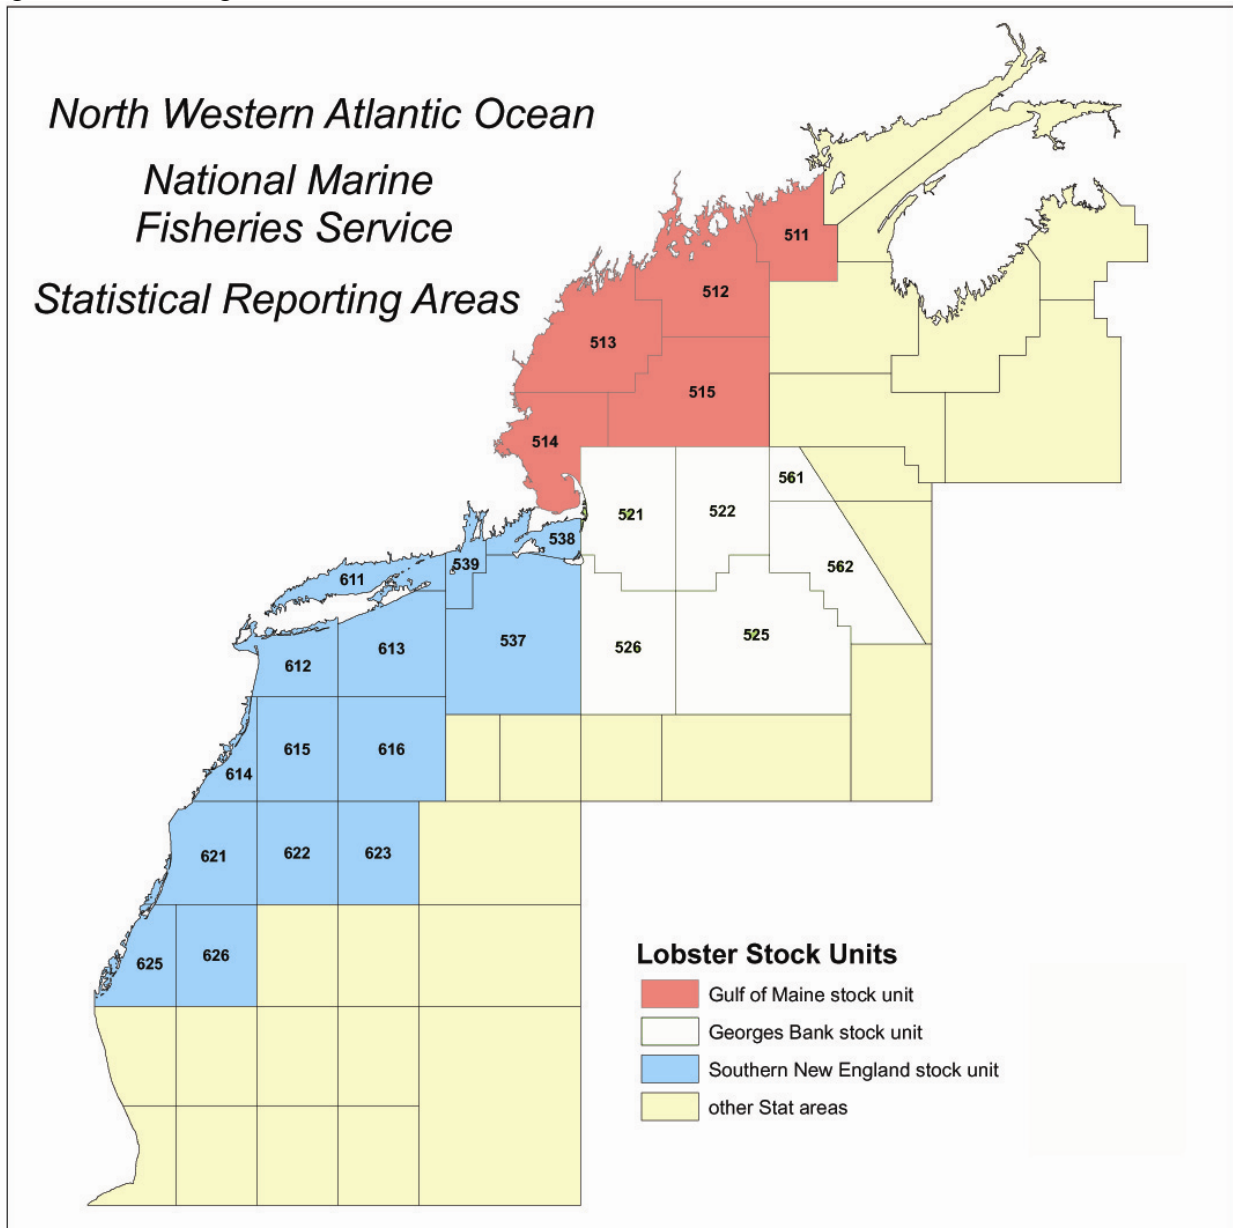 North Western Atlantic Ocean
National Marine
Fisheries Service
Statistical Reporting Areas
511
512
513
515
514
561
521
522
538
539
562
611
537
613
526
525
612
615
616
614
621
622
623
625
626
Lobster Stock Units
Gulf of Maine stock unit
Georges Bank stock unit
Southern New England stock unit
other Stat areas